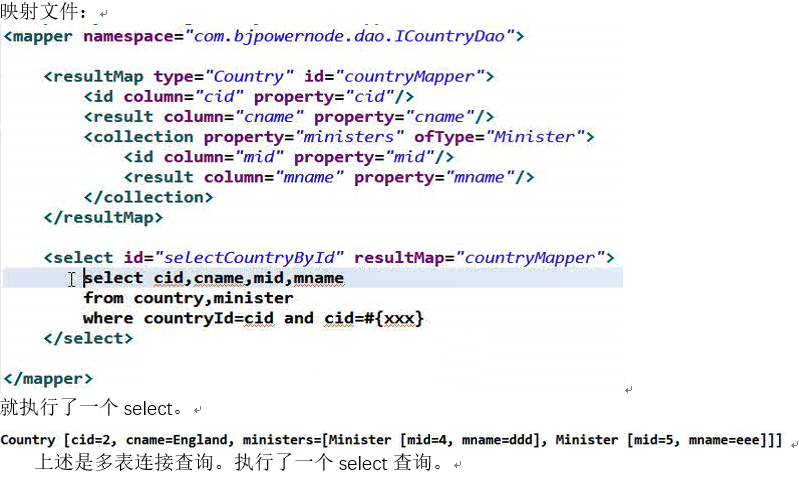 映射文件：
<mapper namespace="com.bjpowernode.dao.ICountryDao">
<resultMap type="Country" id="countryMapper">
<id column="cid" property="cid"/>
<result column="cname" property="cname"/>
<collection property="ministers" ofType="Minister">
<id column="mid" property="mid"/>
<result column="mname" property="mname"/>
</collection>
</resultMap>
<select id="selectCountryById" resultMap="countryMapper">
select cid,cname,mid,mname
from country,minister
where countryId=cid and cid=#{xxx}
</select>
</mapper>
就执行了一个 select。
Country [cid=2, cname=England, ministers=[Minister [mid=4, mname=ddd], Minister [mid=5, mname=eee]]]
上述是多表连接查询。执行了一个 select 查询。